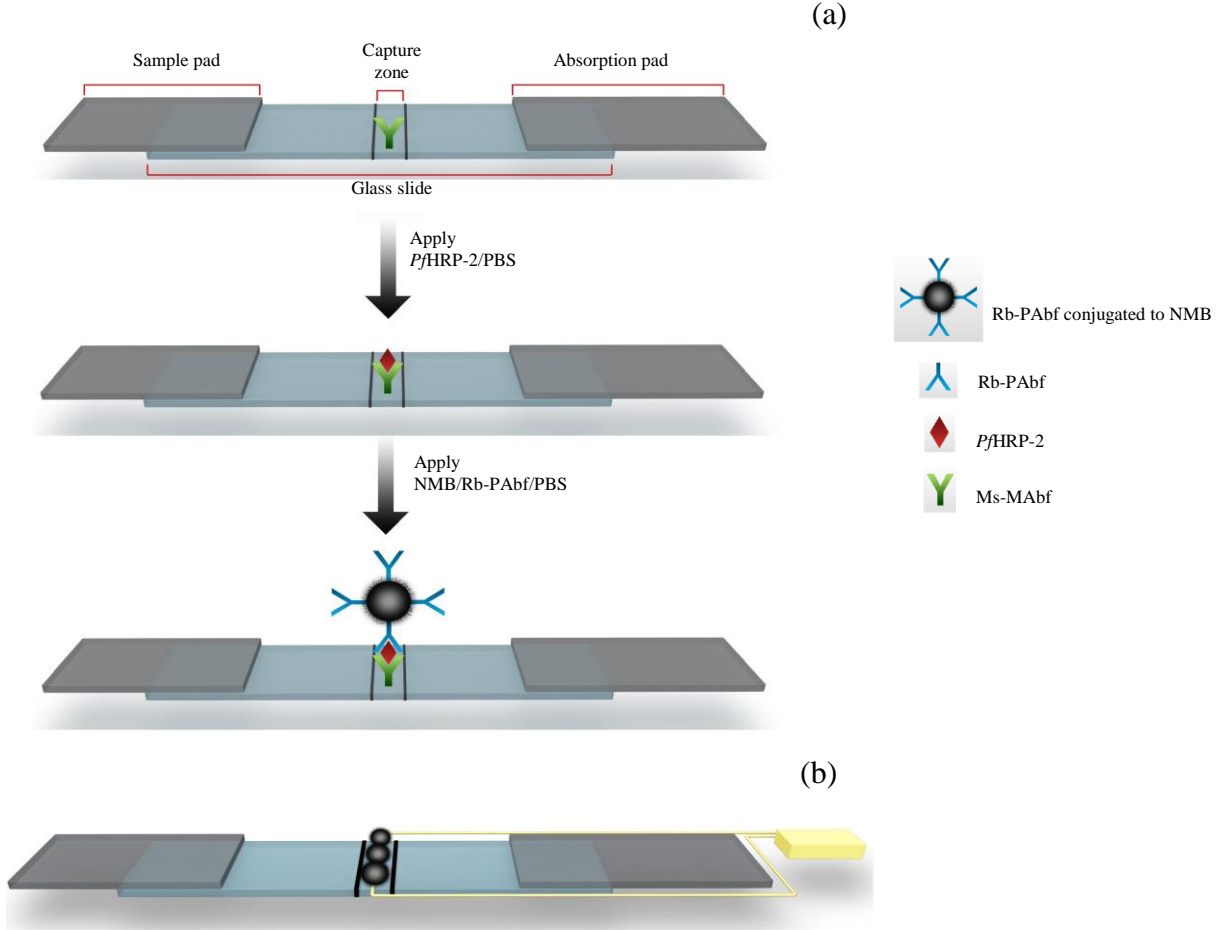 (a)
Sample pad
Capture
zone
Absorption pad
Glass slide
Apply
PfHRP-2/PBS
Rb-PAbf conjugated to NMB
Rb-PAbf
PfHRP-2
Ms-MAbf
Apply
NMB/Rb-PAbf/PBS
(b)